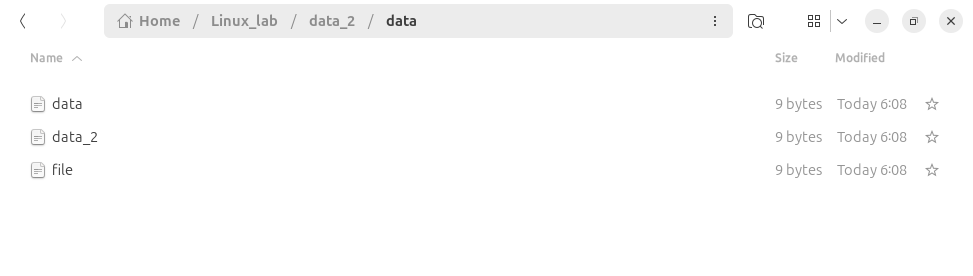 Home / Linux_lab / data_2 / data
Name Size Modified
data 9 bytes Today 6:08
data_2 9 bytes Today 6:08
file 9 bytes Today 6:08